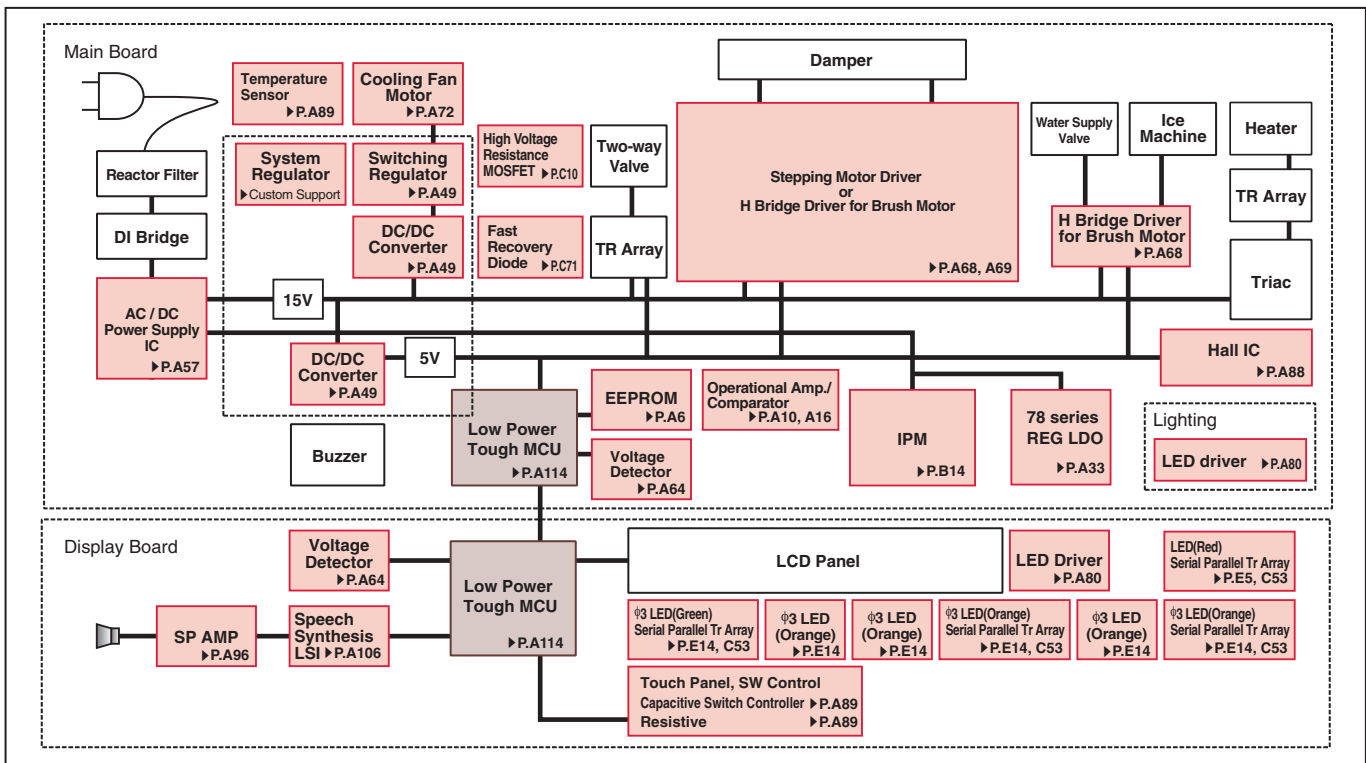 Main Board
Temperature
Sensor
▶P.A89
Cooling Fan
Motor
▶P.A72
Damper
Reactor Filter
DI Bridge
AC / DC
Power Supply
IC
▶P.A57
System
Regulator
▶Custom Support
Switching
Regulator
▶P.A49
DC/DC
Converter
▶P.A49
High Voltage
Resistance
MOSFET ▶P.C10
Fast
Recovery
Diode ▶P.C71
Two-way
Valve
TR Array
Stepping Motor Driver
or
H Bridge Driver for Brush Motor
▶P.A68, A69
Water Supply
Valve
Ice
Machine
H Bridge Driver
for Brush Motor
▶P.A68
Heater
TR Array
Triac
15V
5V
DC/DC
Converter
▶P.A49
Buzzer
Low Power
Tough MCU
▶P.A114
EEPROM
▶P.A6
Voltage
Detector
▶P.A64
Operational Amp./
Comparator
▶P.A10, A16
IPM
▶P.B14
78 series
REG LDO
▶P.A33
Hall IC
▶P.A88
Lighting
LED driver ▶P.A80
Display Board
Voltage
Detector
▶P.A64
SP AMP
▶P.A96
Speech
Synthesis
LSI ▶P.A106
Low Power
Tough MCU
▶P.A114
LCD Panel
LED Driver
▶P.A80
LED(Red)
Serial Parallel Tr Array
▶P.E5, C53
ϕ3 LED(Green)
Serial Parallel Tr Array
▶P.E14, C53
ϕ3 LED
(Orange)
▶P.E14
ϕ3 LED
(Orange)
▶P.E14
ϕ3 LED(Orange)
Serial Parallel Tr Array
▶P.E14, C53
ϕ3 LED
(Orange)
▶P.E14
ϕ3 LED(Orange)
Serial Parallel Tr Array
▶P.E14, C53
Touch Panel, SW Control
Capacitive Switch Controller ▶P.A89
Resistive ▶P.A89